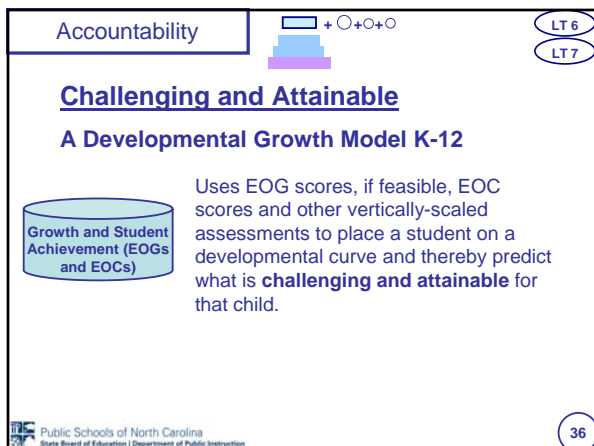 Accountability
+ + +
LT 6
LT 7
Challenging and Attainable
A Developmental Growth Model K-12
Growth and Student
Achievement (EOGs
and EOCs)
Uses EOG scores, if feasible, EOC
scores and other vertically-scaled
assessments to place a student on a
developmental curve and thereby predict
what is challenging and attainable for
that child.
Public Schools of North Carolina
State Board of Education | Department of Public Instruction
36